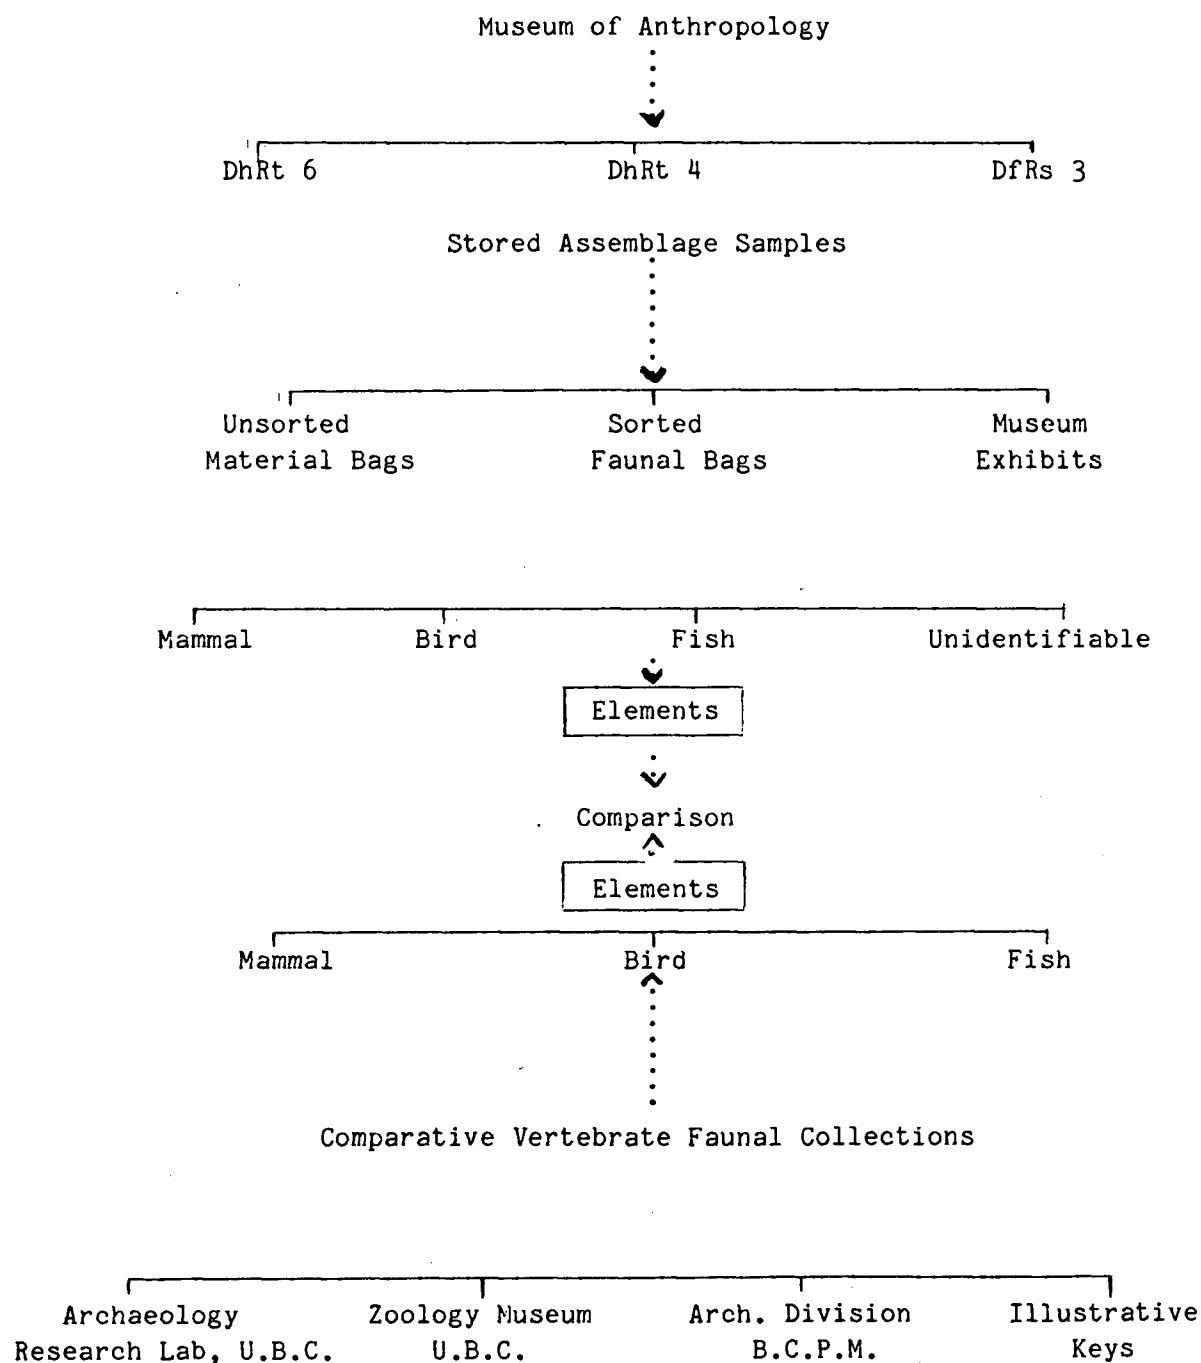 Museum of Anthropology
DhRt 6 DhRt 4 DfRs 3
Stored Assemblage Samples
Unsorted Sorted Museum
Material Bags Faunal Bags Exhibits
Mammal Bird Fish Unidentifiable
Elements
Comparison
Elements
Mammal Bird Fish
Comparative Vertebrate Faunal Collections
Archaeology Zoology Museum Arch. Division Illustrative
Research Lab, U.B.C. U.B.C. B.C.P.M. Keys